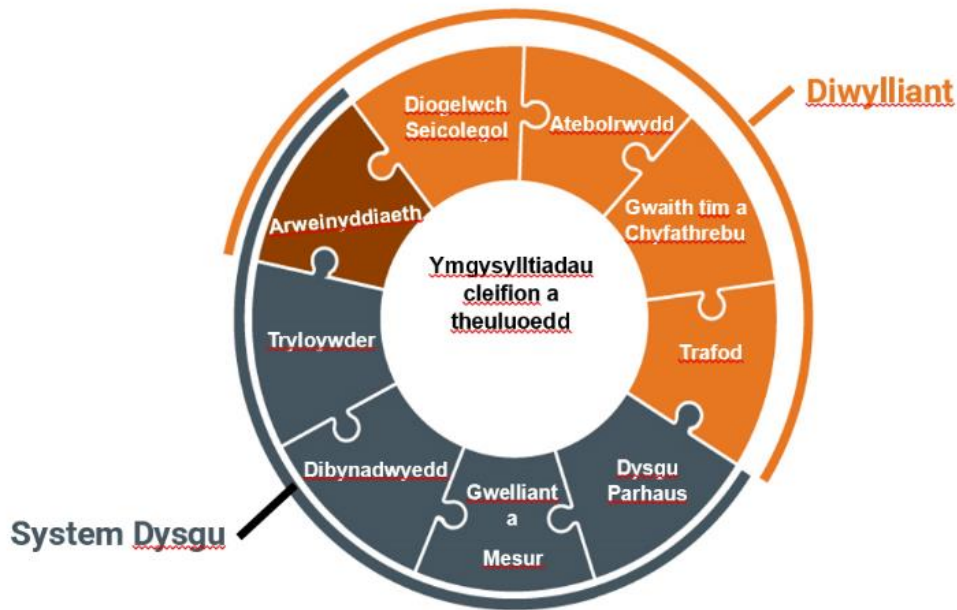 Diwylliant
Diogelwch
Seicolegol
Atebolrwydd
Gwaith tîm a
Chyfathrebu
Arweinyddiaeth
Ymgysylltiadau
cleifion a
theuluoedd
Tryloywder
Trafod
Dibynadwyedd
Gwelliant
a
Mesur
Dysgu
Parhaus
System Dysgu